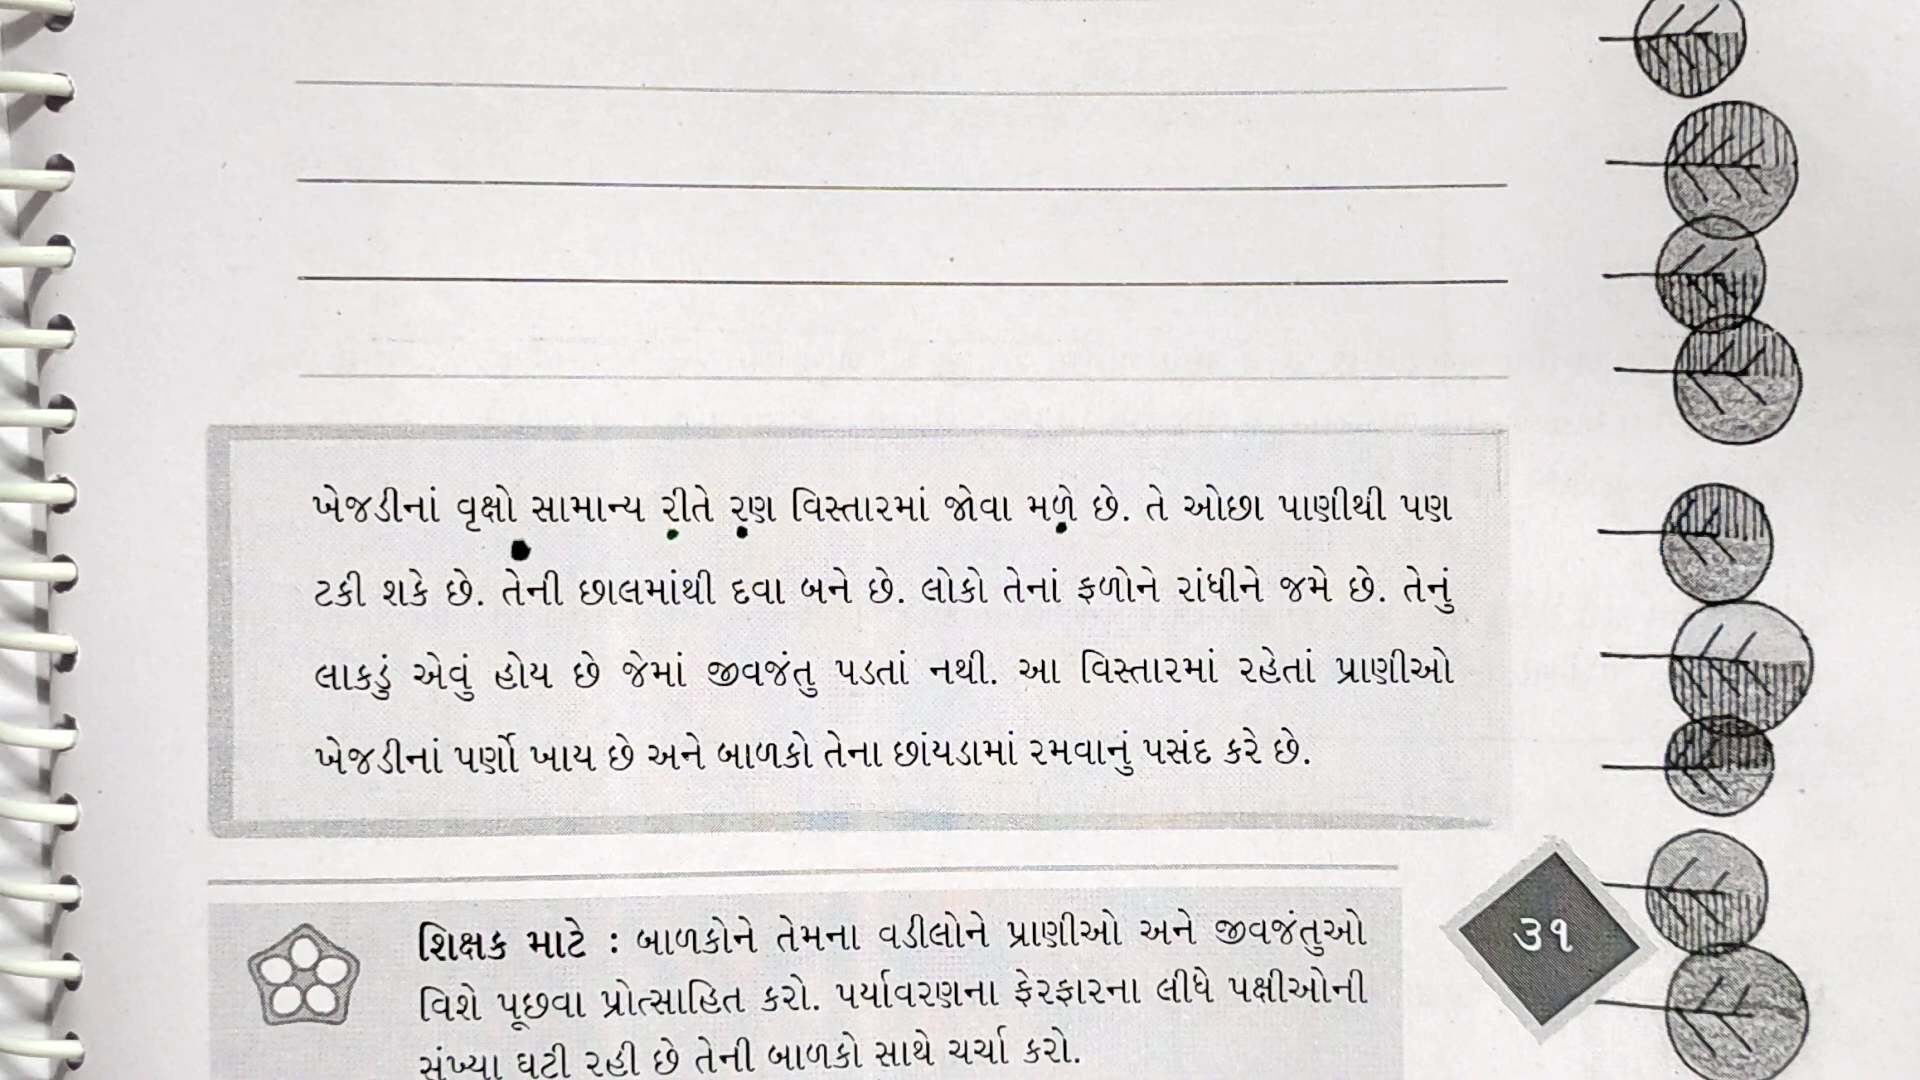 ખેજડીનાં વૃક્ષો સામાન્ય રીતે રણ વિસ્તારમાં જોવા મળે છે. તે ઓછા પાણીથી પણ
ટકી શકે છે. તેની છાલમાંથી દવા બને છે. લોકો તેનાં ફળોને રાંધીને જમે છે. તેનું
લાકડું એવું હોય છે જેમાં જીવજંતુ પડતાં નથી. આ વિસ્તારમાં રહેતાં પ્રાણીઓ
ખેજડીનાં પર્ણો ખાય છે અને બાળકો તેના છાંયડામાં રમવાનું પસંદ કરે છે.
શિક્ષક માટે : બાળકોને તેમના વડીલોને પ્રાણીઓ અને જીવજંતુઓ
વિશે પૂછવા પ્રોત્સાહિત કરો. પર્યાવરણના ફેરફારના લીધે પક્ષીઓની
સંખ્યા ઘટી રહી છે તેની બાળકો સાથે ચર્ચા કરો.
૩૧